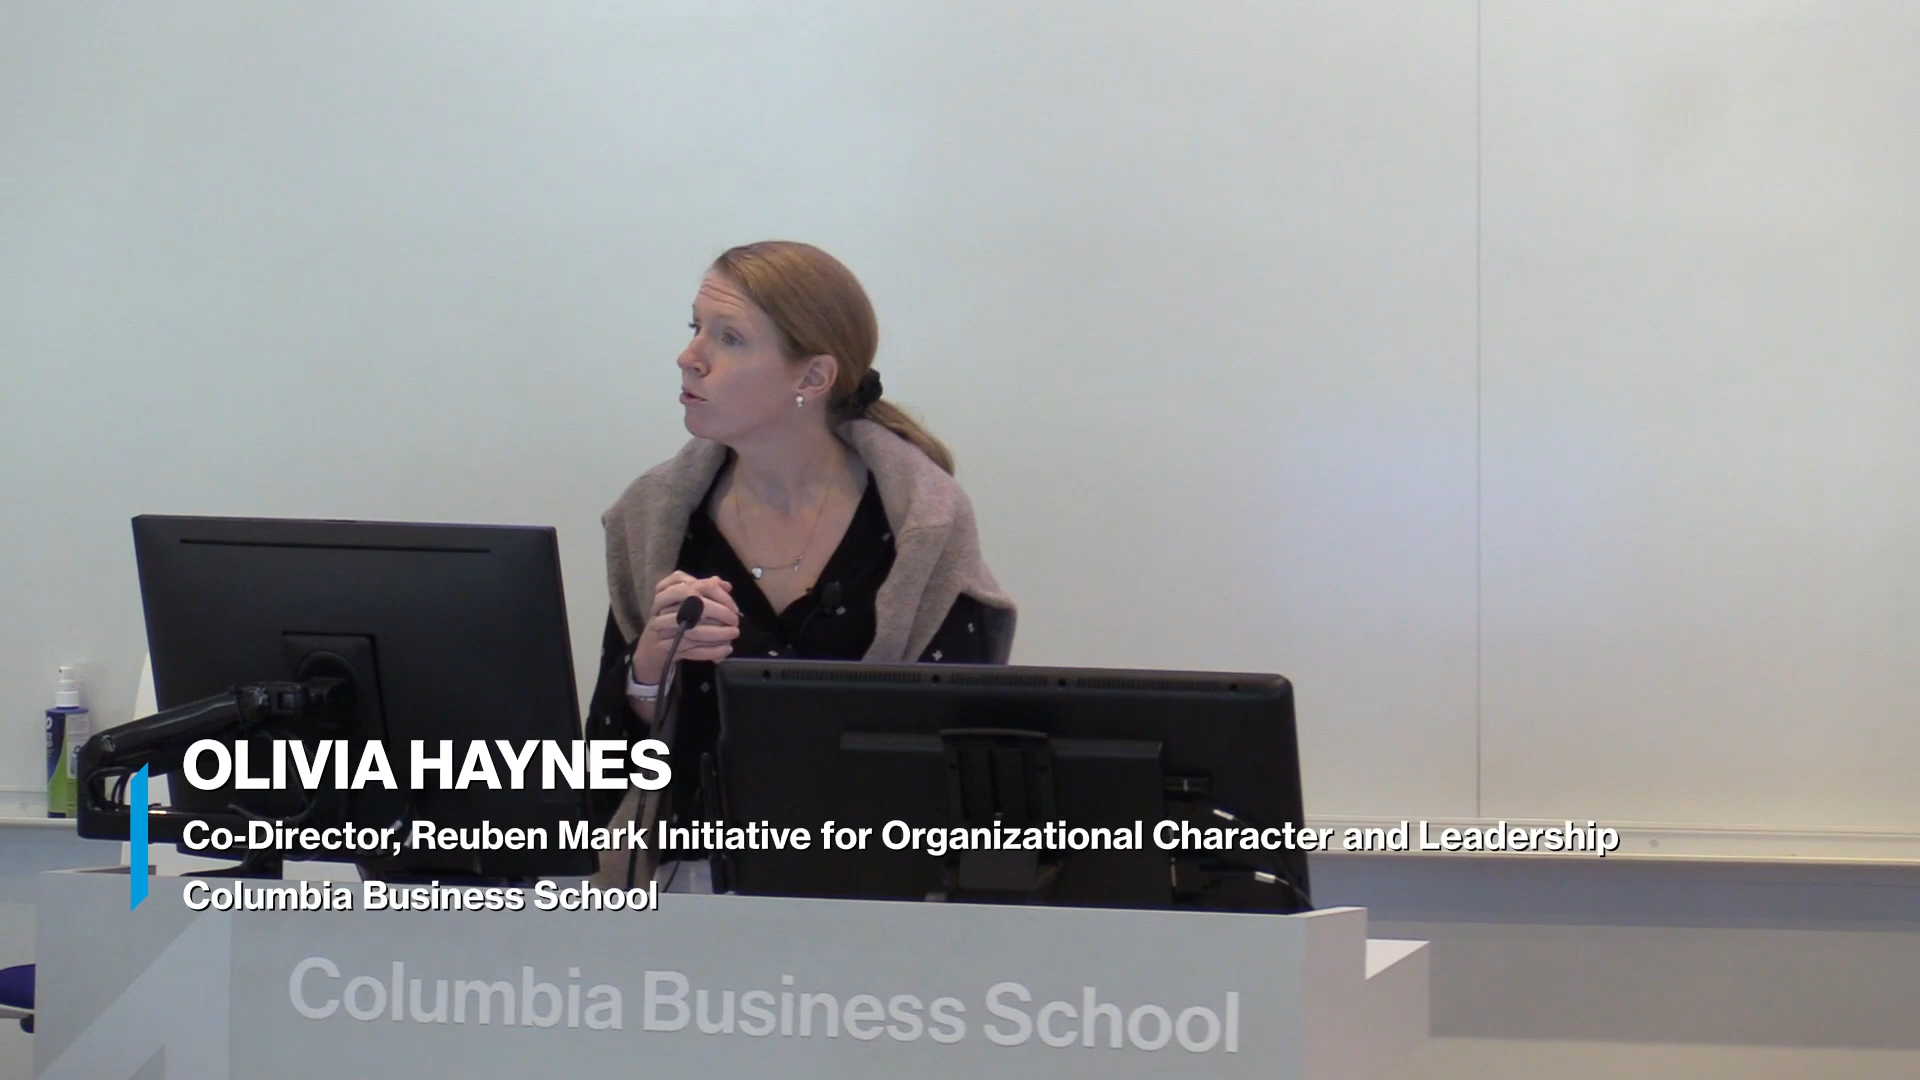 OLIVIA HAYNES
Co-Director, Reuben Mark Initiative for Organizational Character and Leadership
Columbia Business School
Columbia Business School